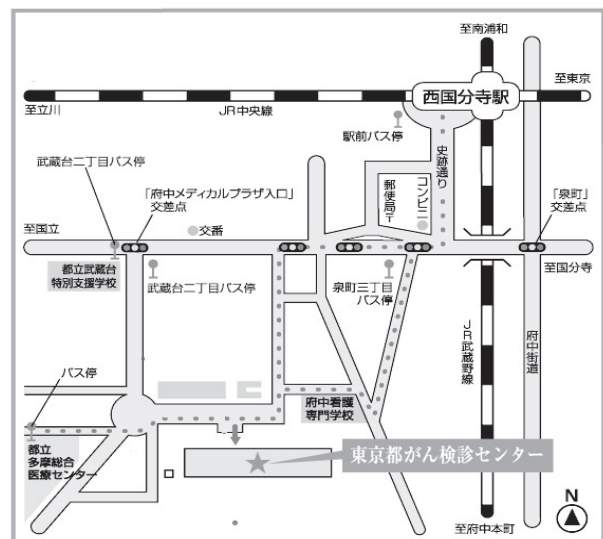 至南浦和
西国分寺駅
至東京
至立川
JR中央線
駅前バス停
史跡通り
武蔵台二丁目バス停
「府中メディカルプラザ入口」
交差点
郵便局〒
コンビニ
「泉町」
交差点
至国立
交番
都立武蔵台
特別支援学校
武蔵台二丁目バス停
泉町三丁目
バス停
至国分寺
JR武蔵野線
府中街道
バス停
府中看護
専門学校
都立
多摩総合
医療センター
東京都がん検診センター
N
至府中本町